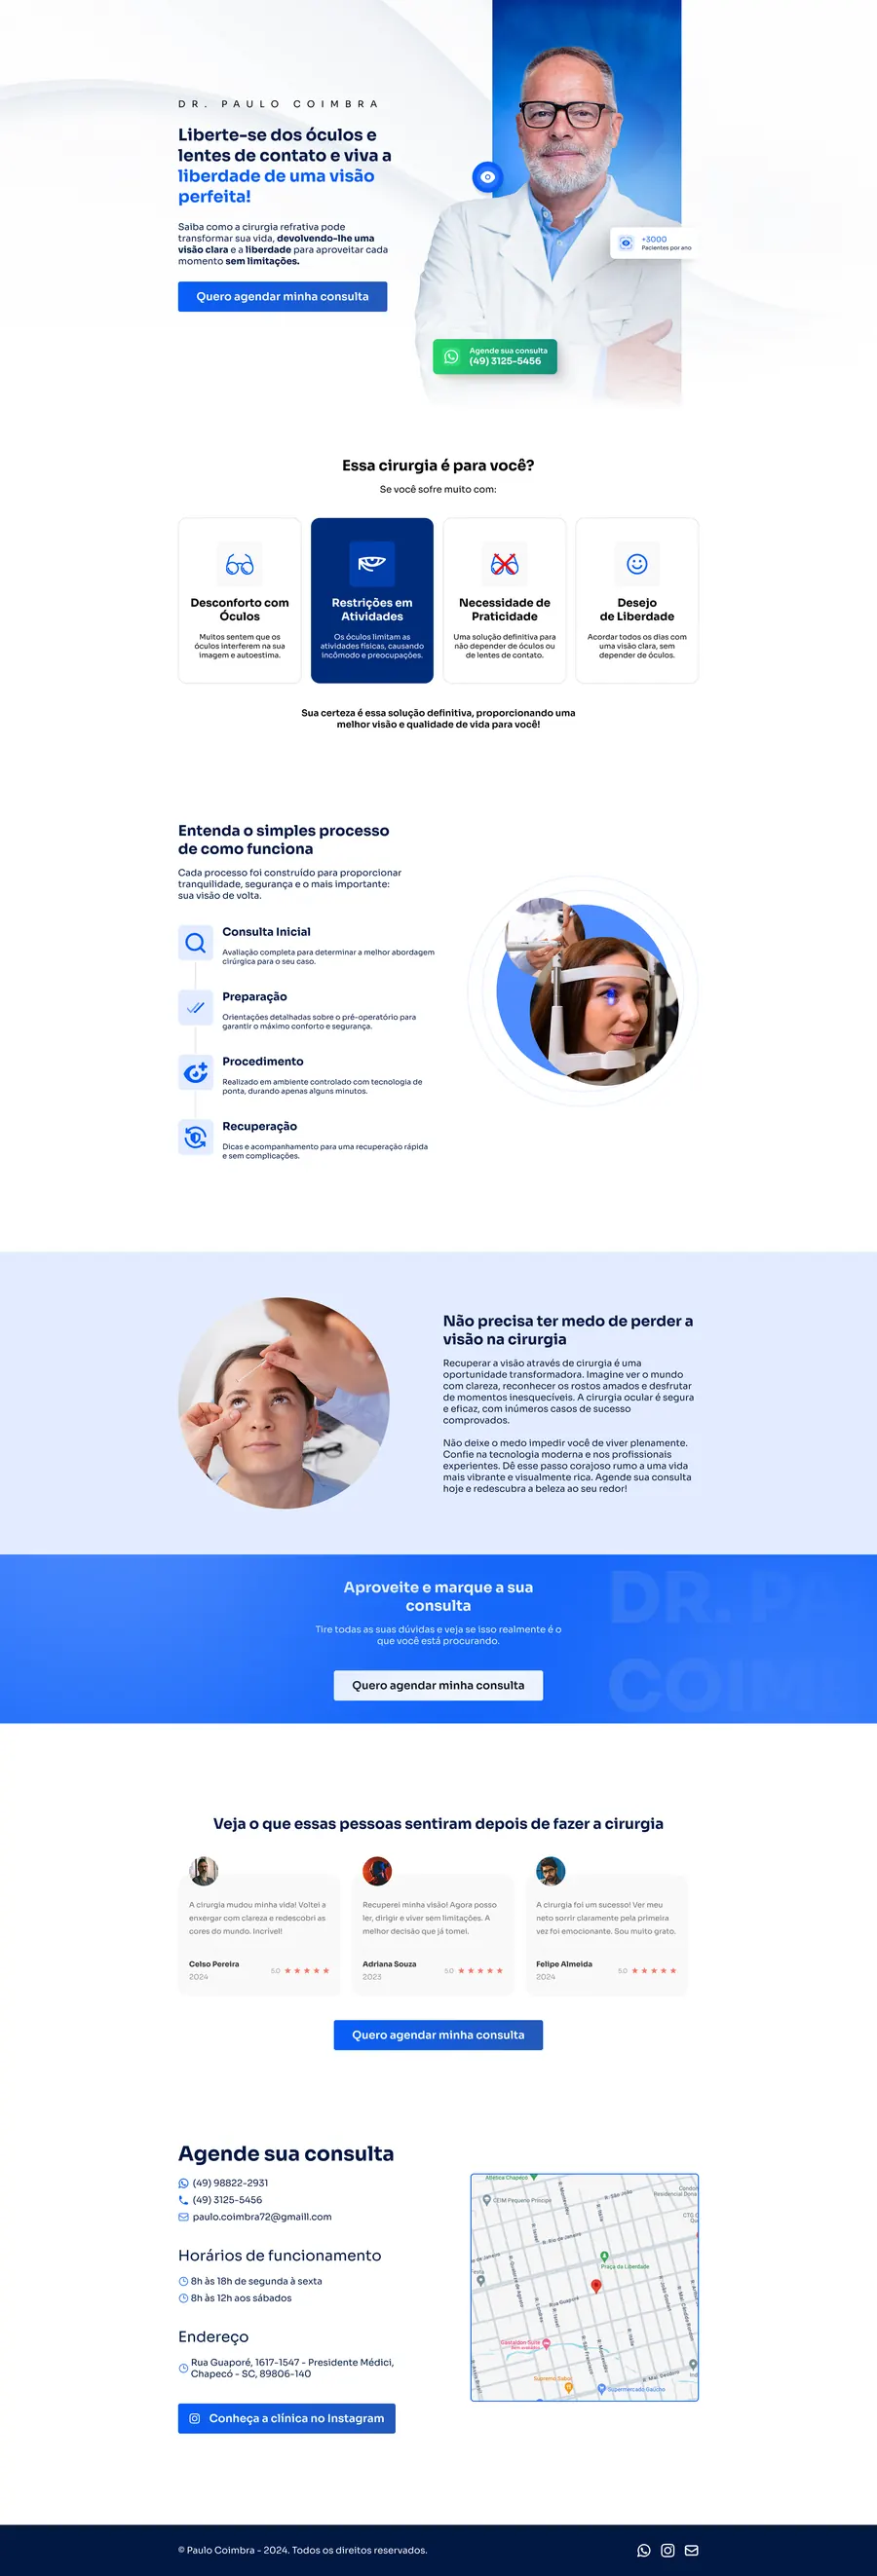 DR. PAULO COIMBRA
Liberte-se dos óculos e
lentes de contato e viva a
liberdade de uma visão
perfeita!
Saiba como a cirurgia refrativa pode
transformar sua vida, devolvendo-lhe uma
visão clara e a liberdade para aproveitar cada
momento sem limitações.
Quero agendar minha consulta
+3000
Pacientes por ano
Agende sua consulta
(49) 3125-5456
Essa cirurgia é para você?
Se você sofre muito com:
Desconforto com
Óculos
Muitos sentem que os
óculos interferem na sua
imagem e autoestima.
Restrições em
Atividades
Os óculos limitam as
atividades físicas, causando
incômodo e preocupações.
Necessidade de
Praticidade
Uma solução definitiva para
não depender de óculos ou
de lentes de contato.
Desejo
de Liberdade
Acordar todos os dias com
uma visão clara, sem
depender de óculos.
Sua certeza é essa solução definitiva, proporcionando uma
melhor visão e qualidade de vida para você!
Entenda o simples processo
de como funciona
Cada processo foi construído para proporcionar
tranquilidade, segurança e o mais importante:
sua visão de volta.
Consulta Inicial
Avaliação completa para determinar a melhor abordagem
cirúrgica para o seu caso.
Preparação
Orientações detalhadas sobre o pré-operatório para
garantir o máximo conforto e segurança.
Procedimento
Realizado em ambiente controlado com tecnologia de
ponta, durando apenas alguns minutos.
Recuperação
Dicas e acompanhamento para uma recuperação rápida
e sem complicações.
Não precisa ter medo de perder a
visão na cirurgia
Recuperar a visão através de cirurgia é uma
oportunidade transformadora. Imagine ver o mundo
com clareza, reconhecer os rostos amados e desfrutar
de momentos inesquecíveis. A cirurgia ocular é segura
e eficaz, com inúmeros casos de sucesso
comprovados.
Não deixe o medo impedir você de viver plenamente.
Confie na tecnologia moderna e nos profissionais
experientes. Dê esse passo corajoso rumo a uma vida
mais vibrante e visualmente rica. Agende sua consulta
hoje e redescubra a beleza ao seu redor!
Aproveite e marque a sua
consulta
Tire todas as suas dúvidas e veja se isso realmente é o
que você está procurando.
Quero agendar minha consulta
DR. PA
COIM
Veja o que essas pessoas sentiram depois de fazer a cirurgia
A cirurgia mudou minha vida! Voltei a
enxergar com clareza e redescobri as
cores do mundo. Incrível!
Celso Pereira
2024
5.0
Recuperei minha visão! Agora posso
ler, dirigir e viver sem limitações. A
melhor decisão que já tomei.
Adriana Souza
2023
5.0
A cirurgia foi um sucesso! Ver meu
neto sorrir claramente pela primeira
vez foi emocionante. Sou muito grato.
Felipe Almeida
2024
5.0
Quero agendar minha consulta
Agende sua consulta
(49) 98822-2931
(49) 3125-5456
paulo.coimbra72@gmaill.com
Horários de funcionamento
8h às 18h de segunda à sexta
8h às 12h aos sábados
Endereço
Rua Guaporé, 1617-1547 - Presidente Médici,
Chapecó - SC, 89806-140
Conheça a clínica no Instagram
Atlética Chapecó
CEIM Pequeno Príncipe
R. São João
Residencial Dona
CTG
R. Rio de Janeiro
Praça da Liberdade
Rua Guaporé
Supermercado Gaúcho
© Paulo Coimbra - 2024. Todos os direitos reservados.